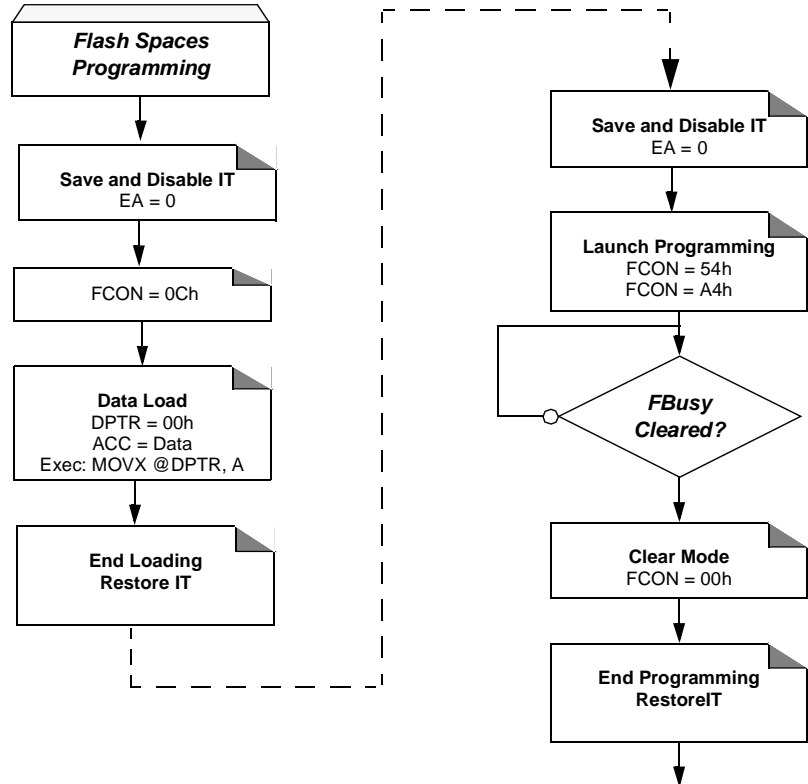 Flash Spaces
Programming
Save and Disable IT
EA = 0
FCON = 0Ch
Data Load
DPTR = 00h
ACC = Data
Exec: MOVX @DPTR, A
End Loading
Restore IT
Save and Disable IT
EA = 0
Launch Programming
FCON = 54h
FCON = A4h
FBusy
Cleared?
Clear Mode
FCON = 00h
End Programming
RestoreIT